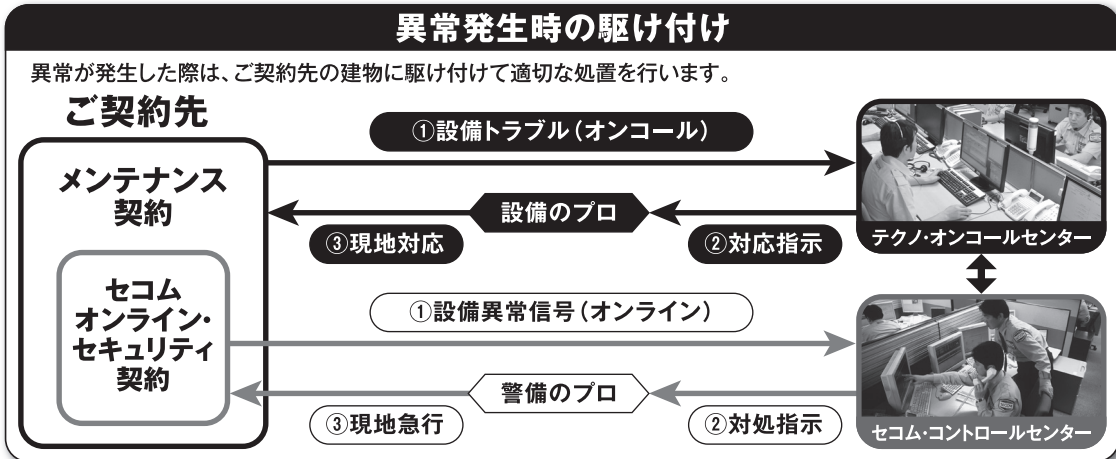 異常発生時の駆け付け
異常が発生した際は、ご契約先の建物に駆け付けて適切な処置を行います。
ご契約先
メンテナンス
契約
セコム
オンライン・
セキュリティ
契約
①設備トラブル(オンコール)
設備のプロ
③現地対応
②対応指示
テクノ・オンコールセンター
①設備異常信号(オンライン)
警備のプロ
③現地急行
②対処指示
セコム・コントロールセンター